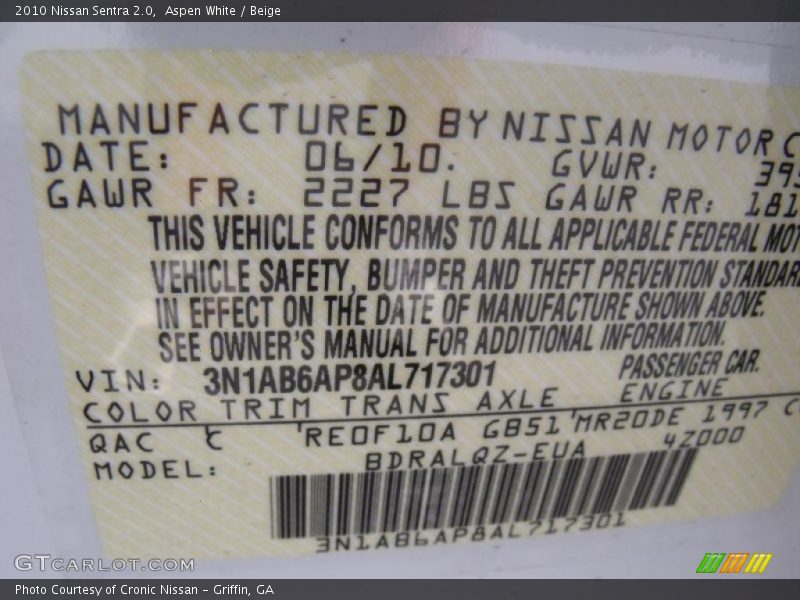 2010 Nissan Sentra 2.0,  Aspen White / Beige
MANUFACTURED BY NISSAN MOTOR
DATE: 06/10. GVWR:
GAWR FR: 2227 LBS GAWR RR:
THIS VEHICLE CONFORMS TO ALL APPLICABLE FEDERAL
VEHICLE SAFETY, BUMPER AND THEFT PREVENTION
IN EFFECT ON THE DATE OF MANUFACTURE SHOWN ABOVE.
SEE OWNER'S MANUAL FOR ADDITIONAL INFORMATION.
VIN: 3N1AB6AP8AL717301 PASSENGER CAR.
COLOR TRIM TRANS AXLE ENGINE
QAC C RE0F10A GB51 MR20DE 1997
MODEL: BDRALQZ-EUA 4Z000
3N1AB6AP8AL717301
GTCARLOT.COM
Photo Courtesy of Cronic Nissan - Griffin, GA